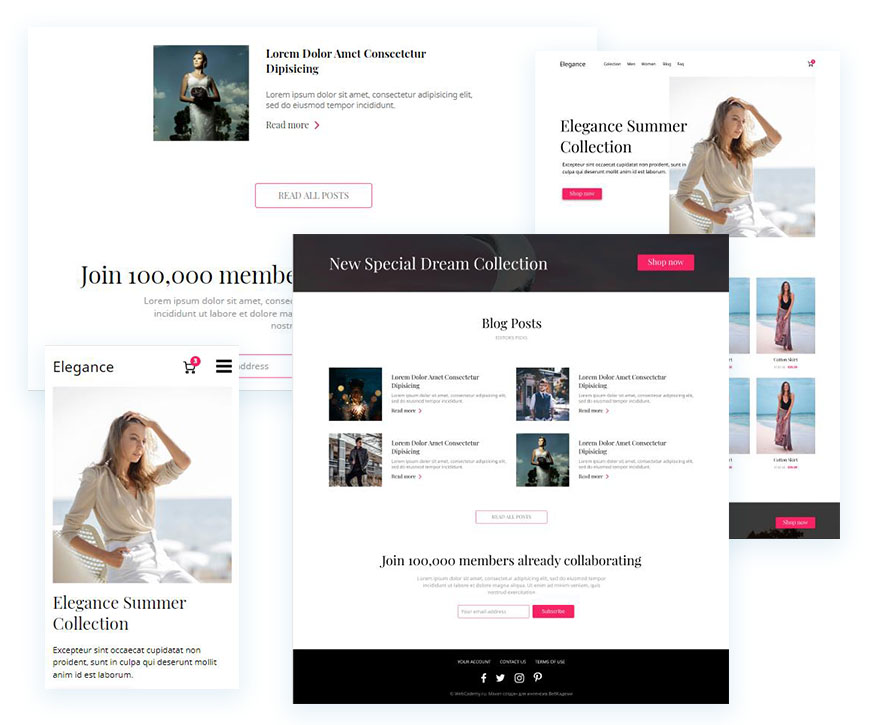 Lorem Dolor Amet Consectetur
Dipisicing
Lorem ipsum dolor sit amet, consectetur adipisicing elit,
sed do eiusmod tempor incididunt.
Read more
READ ALL POSTS
Join 100,000 membe
Lorem ipsum dolor sit amet, consec
incididunt ut labore et dolore ma
nostr
ddress
Elegance
Collection Men Women Blog Faq
Elegance Summer
Collection
Excepteur sint occaecat cupidatat non proident, sunt in
culpa qui deserunt mollit anim id est laborum.
Shop now
Cotton Skirt
Cotton Skirt
Shop now
Elegance
3
Elegance Summer
Collection
Excepteur sint occaecat cupidatat non
proident, sunt in culpa qui deserunt mollit
anim id est laborum.
New Special Dream Collection
Shop now
Blog Posts
EDITOR'S PICKS
Lorem Dolor Amet Consectetur
Dipisicing
Lorem ipsum dolor sit amet, consectetur adipisicing elit,
sed do eiusmod tempor incididunt.
Read more
Lorem Dolor Amet Consectetur
Dipisicing
Lorem ipsum dolor sit amet, consectetur adipisicing elit,
sed do eiusmod tempor incididunt.
Read more
Lorem Dolor Amet Consectetur
Dipisicing
Lorem ipsum dolor sit amet, consectetur adipisicing elit,
sed do eiusmod tempor incididunt.
Read more
Lorem Dolor Amet Consectetur
Dipisicing
Lorem ipsum dolor sit amet, consectetur adipisicing elit,
sed do eiusmod tempor incididunt.
Read more
READ ALL POSTS
Join 100,000 members already collaborating
Lorem ipsum dolor sit amet, consectetur adipisicing elit, sed do eiusmod tempor
incididunt ut labore et dolore magna aliqua. Ut enim ad minim veniam, quis
nostrud exercitation
Your email address
Subscribe
YOUR ACCOUNT CONTACT US TERMS OF USE
© WebCademy.ru. Макет создан для учеников ВебКадемии